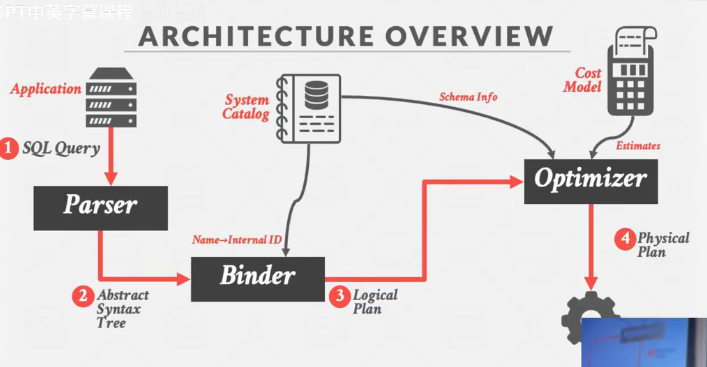 GPT中英字幕课程
ARCHITECTURE OVERVIEW
Application
System
Catalog
Schema Info
Cost
Model
1 SQL Query
Estimates
Parser
Optimizer
Name→Internal ID
4 Physical
Plan
Binder
2 Abstract
Syntax
Tree
3 Logical
Plan